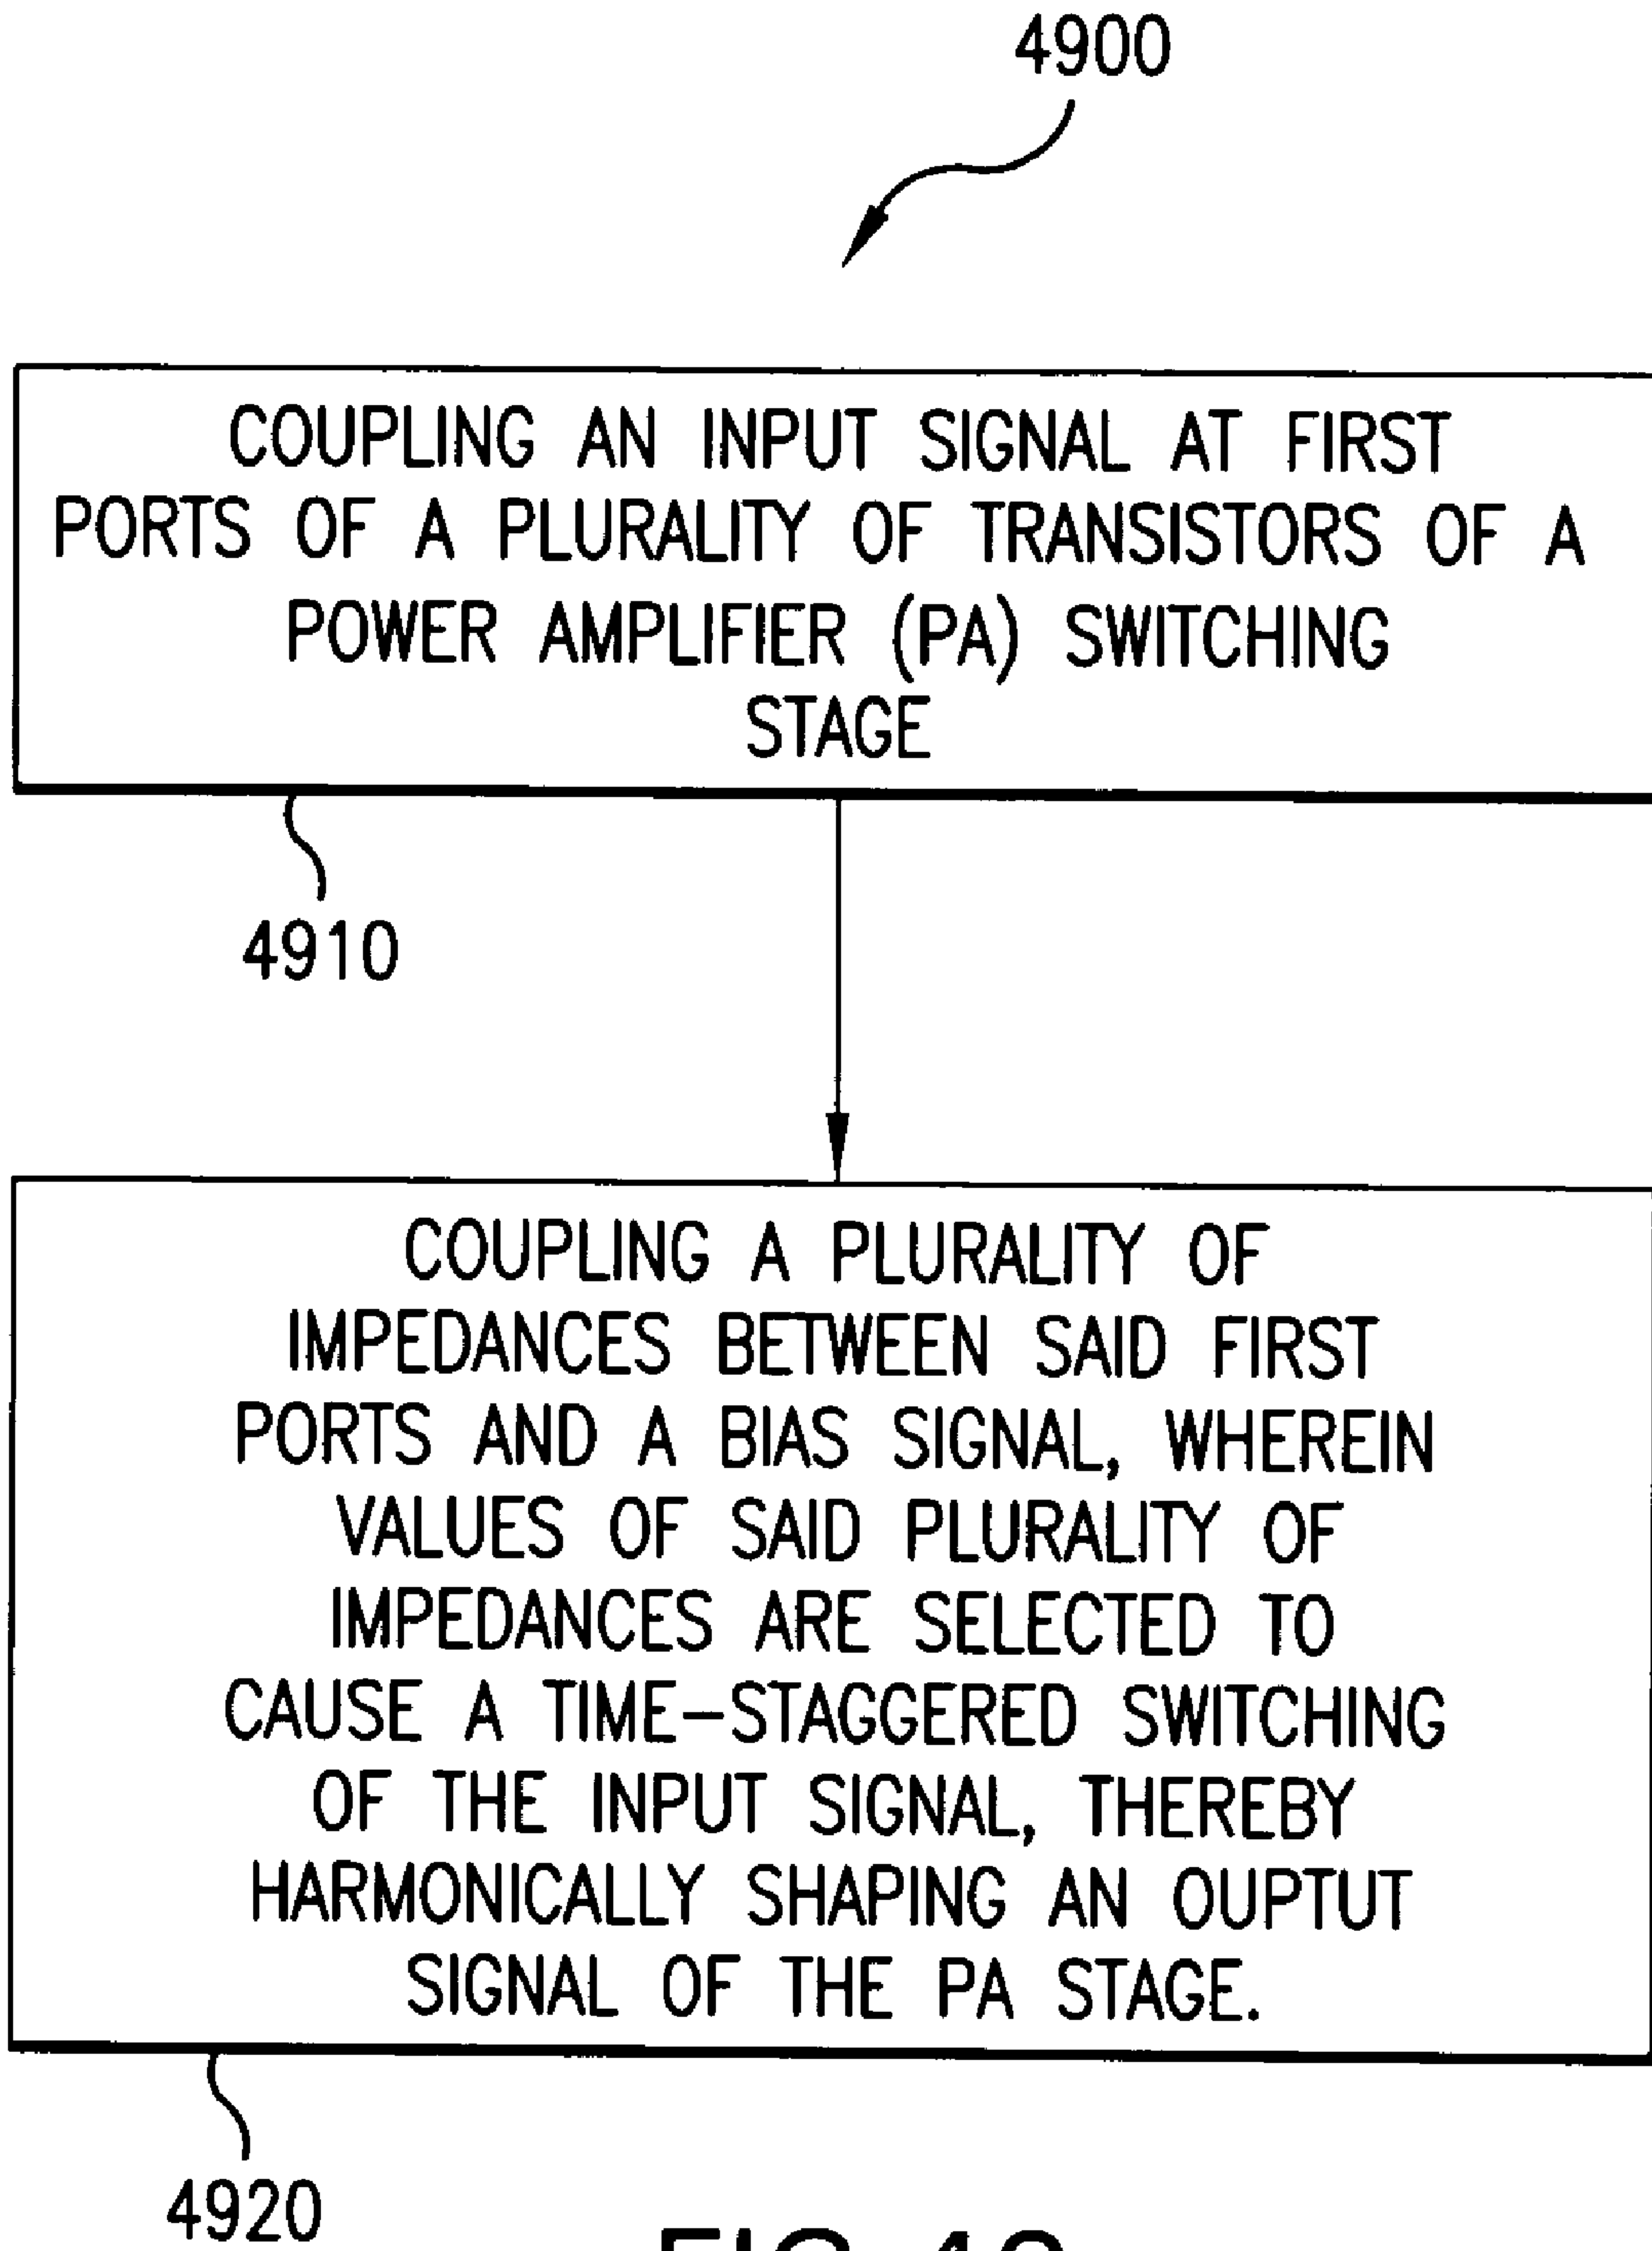 4900
COUPLING AN INPUT SIGNAL AT FIRST
PORTS OF A PLURALITY OF TRANSISTORS OF A
POWER AMPLIFIER (PA) SWITCHING
STAGE
4910
COUPLING A PLURALITY OF
IMPEDANCES BETWEEN SAID FIRST
PORTS AND A BIAS SIGNAL, WHEREIN
VALUES OF SAID PLURALITY OF
IMPEDANCES ARE SELECTED TO
CAUSE A TIME-STAGGERED SWITCHING
OF THE INPUT SIGNAL, THEREBY
HARMONICALLY SHAPING AN OUPTUT
SIGNAL OF THE PA STAGE.
4920